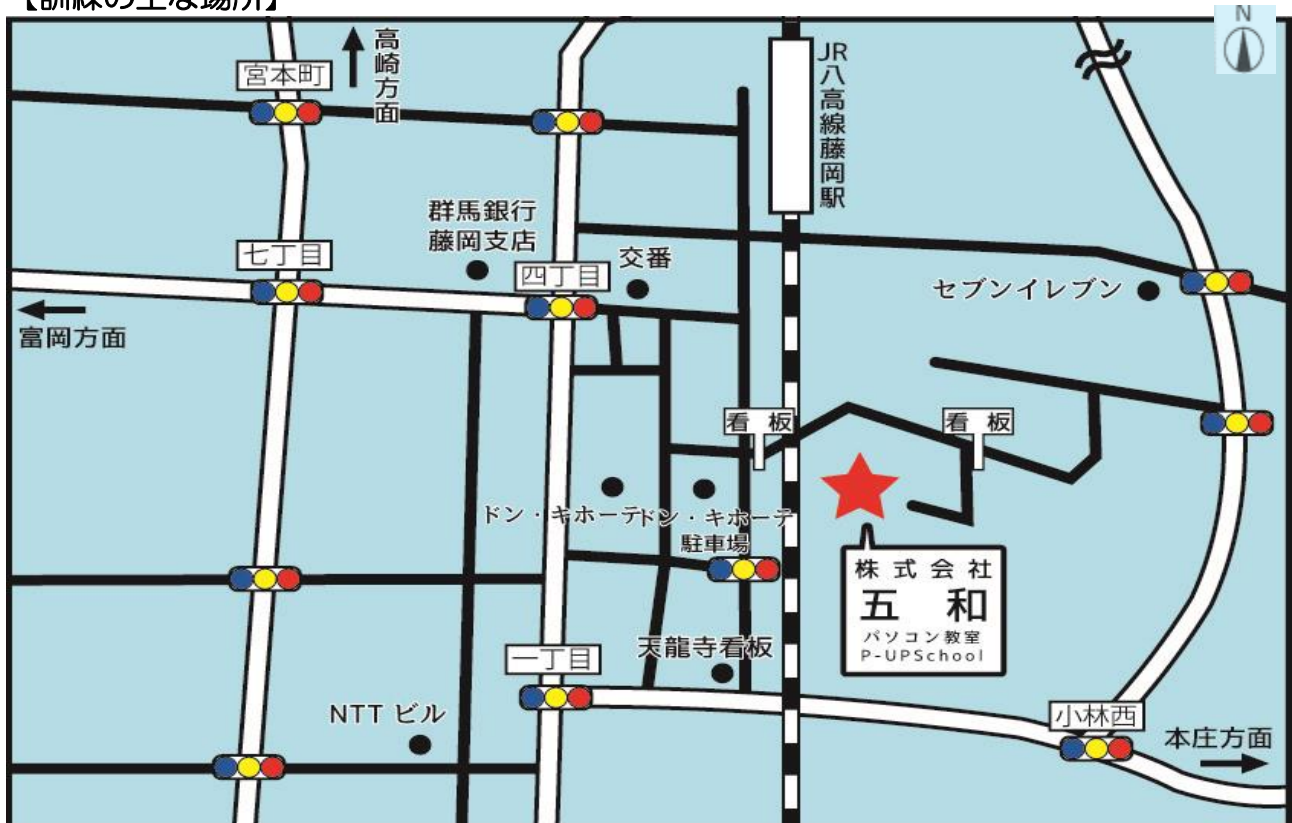 【訓練の主な場所】
N
宮本町
高崎方面
JR八高線藤岡駅
群馬銀行
藤岡支店
七丁目
四丁目
交番
セブンイレブン
富岡方面
看板
看板
ドン・キホーテ
ドン・キホーテ
駐車場
株式会社
五和
パソコン教室
P-UPSchool
一丁目
天龍寺看板
NTTビル
小林西
本庄方面